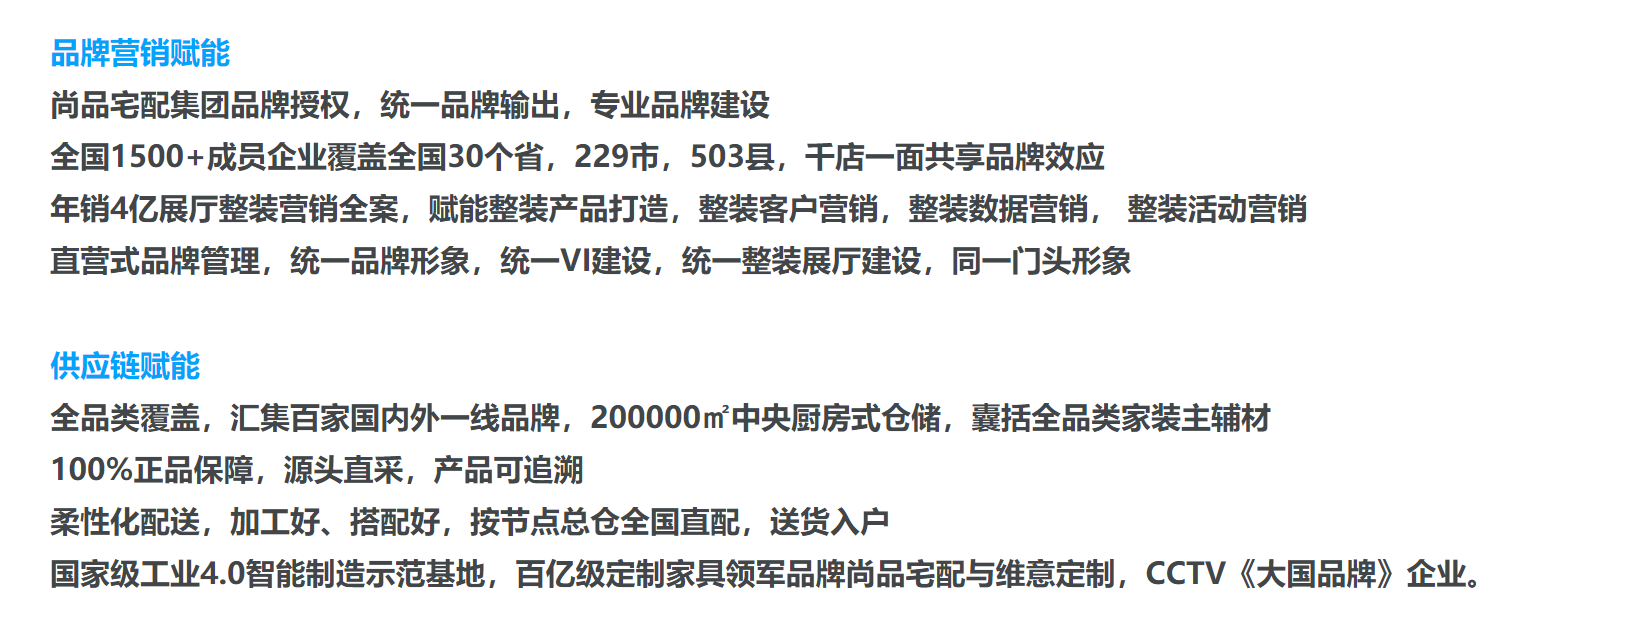 品牌营销赋能
尚品宅配集团品牌授权，统一品牌输出，专业品牌建设
全国1500+成员企业覆盖全国30个省，229市，503县，千店一面共享品牌效应
年销4亿展厅整装营销全案，赋能整装产品打造，整装客户营销，整装数据营销， 整装活动营销
直营式品牌管理，统一品牌形象，统一VI建设，统一整装展厅建设，同一门头形象
供应链赋能
全品类覆盖，汇集百家国内外一线品牌，200000㎡中央厨房式仓储，囊括全品类家装主辅材
100%正品保障，源头直采，产品可追溯
柔性化配送，加工好、搭配好，按节点总仓全国直配，送货入户
国家级工业4.0智能制造示范基地，百亿级定制家具领军品牌尚品宅配与维意定制，CCTV《大国品牌》企业。